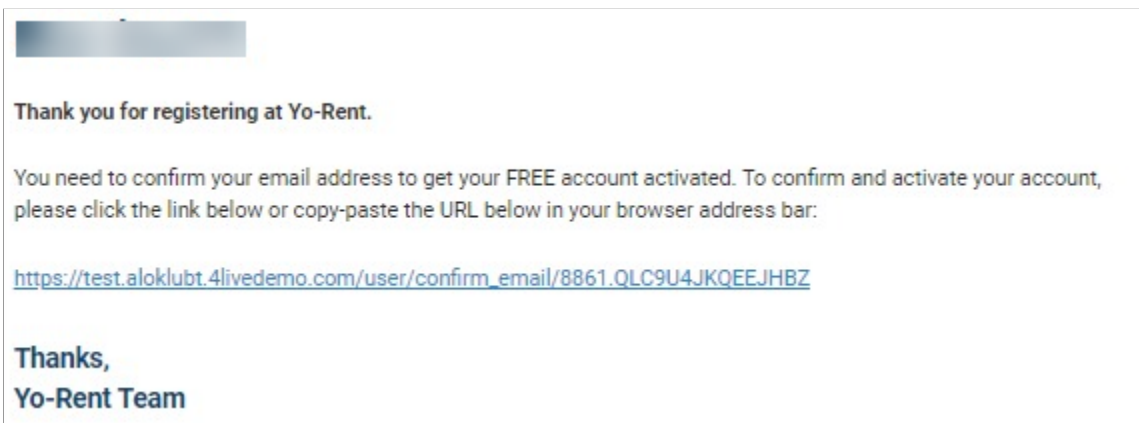 Thank you for registering at Yo-Rent.
You need to confirm your email address to get your FREE account activated. To confirm and activate your account,
please click the link below or copy-paste the URL below in your browser address bar:
https://test.aloklubt.4livedemo.com/user/confirm_email/8861.QLC9U4JKQEEJHBZ
Thanks,
Yo-Rent Team